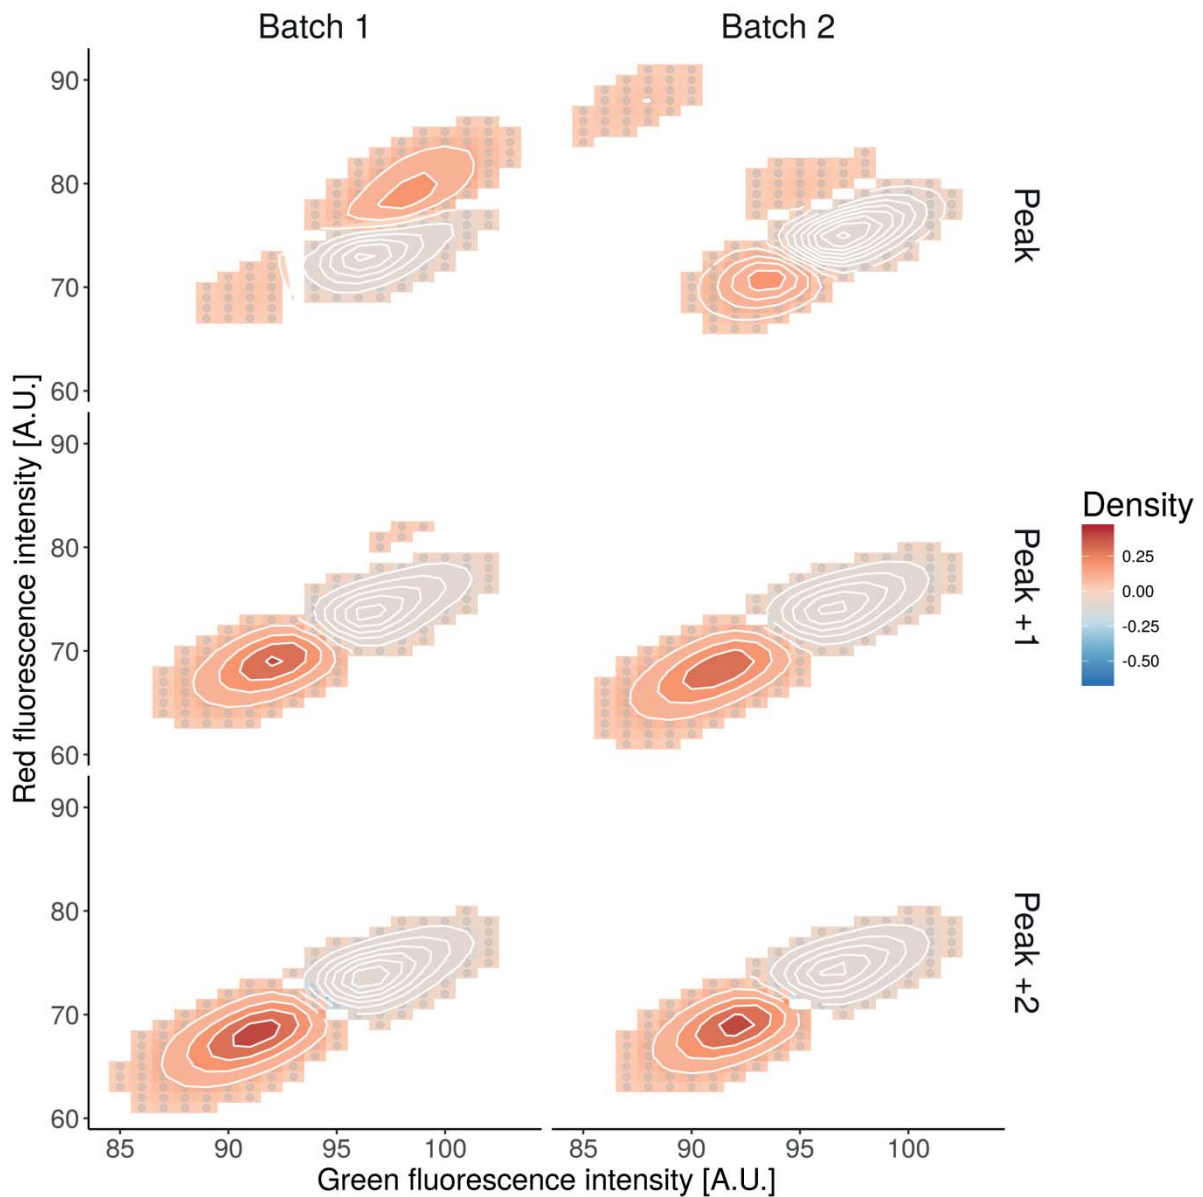 Batch 1
Batch 2
90
80
70
60
Peak
Red fluorescence intensity [A.U.]
90
80
70
60
Peak +1
Density
0.25
0.00
-0.25
-0.50
90
80
70
60
Peak +2
85 90 95 100
85 90 95 100
Green fluorescence intensity [A.U.]